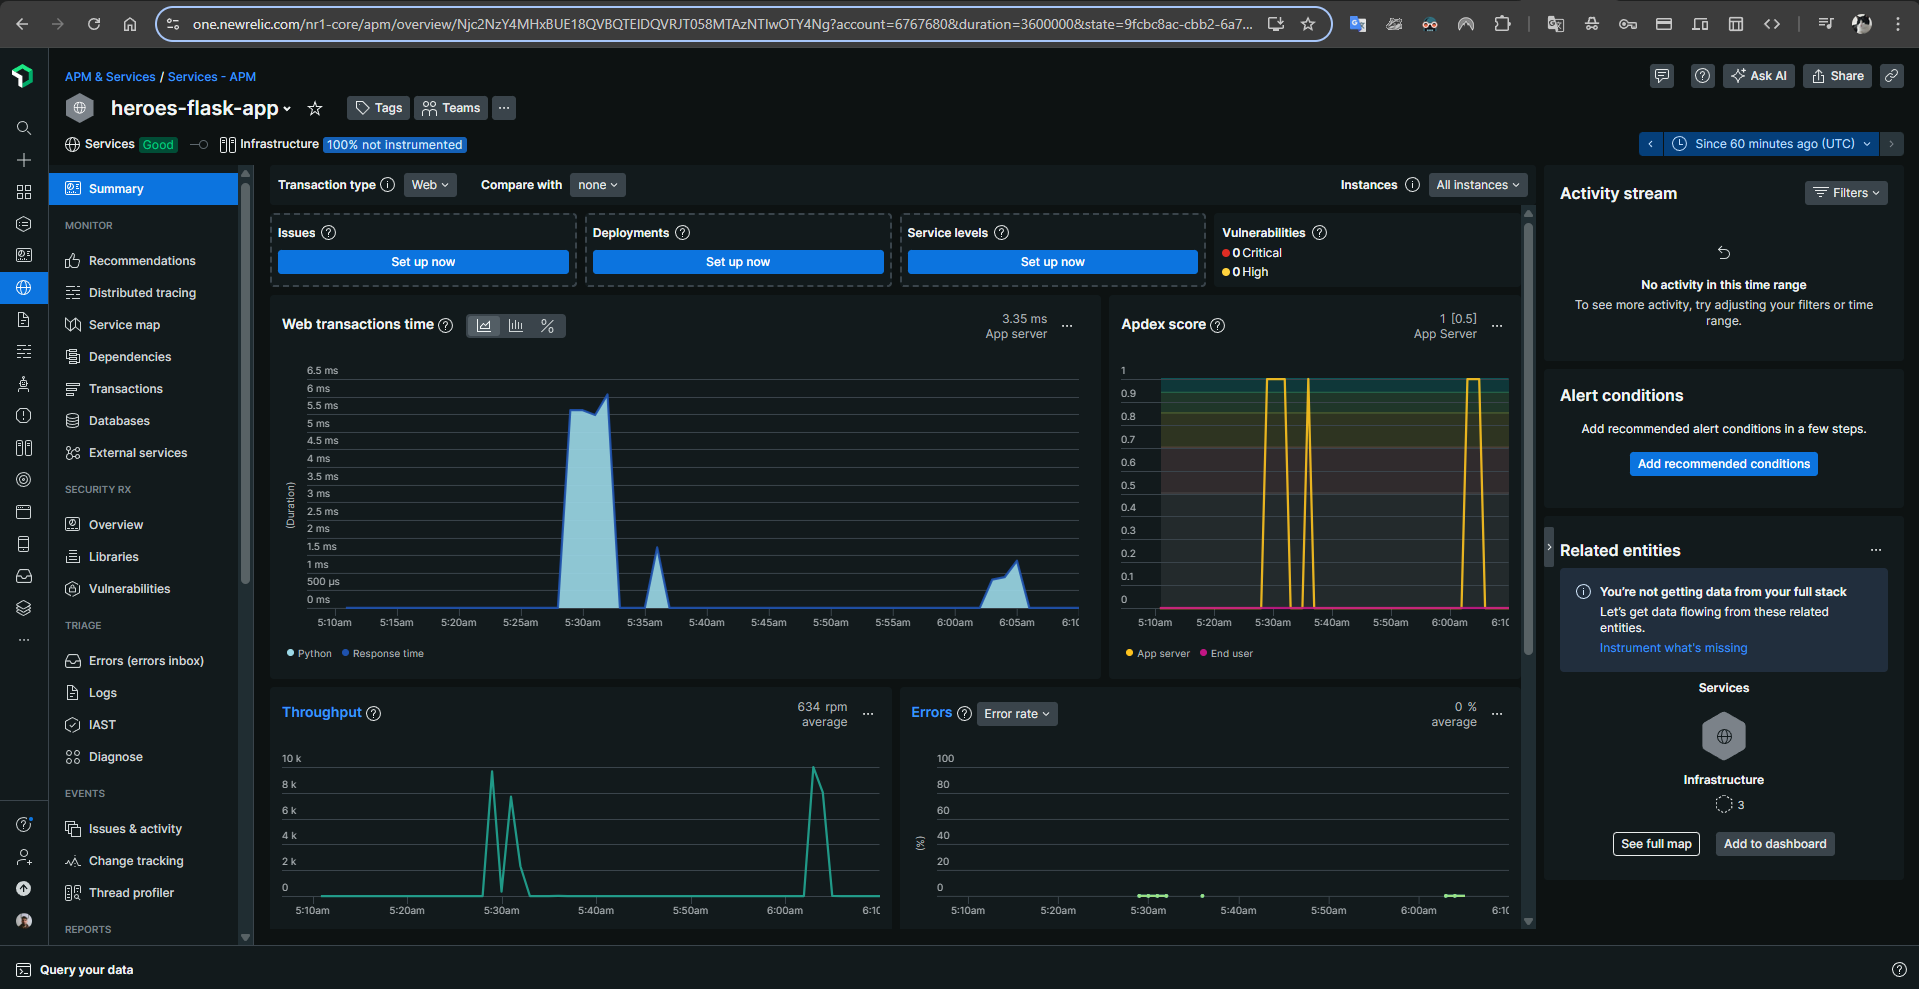 one.newrelic.com/nr1-core/apm/overview/Njc2NzY4MHxBUE18QVBQTElDQVRJT058MTAzNTIwOTY4Ng?account=6767680&duration=3600000&state=9fcbc8ac-cbb2-6a7...
APM & Services / Services - APM
Ask AI
Share
heroes-flask-app
Tags
Teams
Services Good
Infrastructure 100% not instrumented
Since 60 minutes ago (UTC)
Summary
MONITOR
Recommendations
Distributed tracing
Service map
Dependencies
Transactions
Databases
External services
SECURITY RX
Overview
Libraries
Vulnerabilities
TRIAGE
Errors (errors inbox)
Logs
IAST
Diagnose
EVENTS
Issues & activity
Change tracking
Thread profiler
REPORTS
Transaction type Web
Compare with none
Instances All instances
Issues
Set up now
Deployments
Set up now
Service levels
Set up now
Vulnerabilities
0 Critical
0 High
Web transactions time
3.35 ms
App server
6.5 ms
6 ms
5.5 ms
5 ms
4.5 ms
4 ms
3.5 ms
3 ms
2.5 ms
2 ms
1.5 ms
1 ms
500 µs
0 ms
(Duration)
5:10am 5:15am 5:20am 5:25am 5:30am 5:35am 5:40am 5:45am 5:50am 5:55am 6:00am 6:05am 6:10
Python Response time
Apdex score
1 [0.5]
App Server
1
0.9
0.8
0.7
0.6
0.5
0.4
0.3
0.2
0.1
0
5:10am 5:20am 5:30am 5:40am 5:50am 6:00am 6:10
App server End user
Throughput
634 rpm
average
10 k
8 k
6 k
4 k
2 k
0
5:10am 5:20am 5:30am 5:40am 5:50am 6:00am 6:10
Errors
Error rate
0 %
average
100
80
60
40
20
0
(%)
5:10am 5:20am 5:30am 5:40am 5:50am 6:00am 6:10
Activity stream
Filters
No activity in this time range
To see more activity, try adjusting your filters or time
range.
Alert conditions
Add recommended alert conditions in a few steps.
Add recommended conditions
Related entities
You're not getting data from your full stack
Let's get data flowing from these related
entities.
Instrument what's missing
Services
Infrastructure
3
See full map
Add to dashboard
Query your data